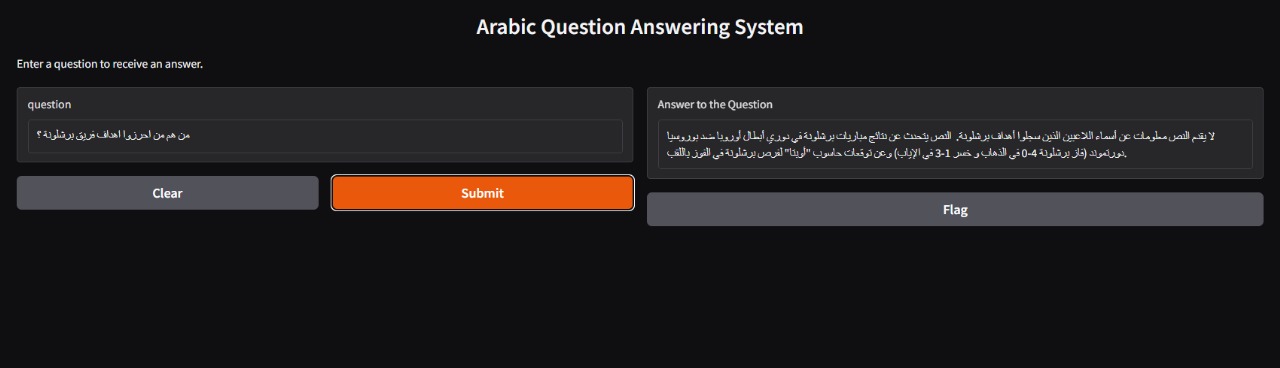 Arabic Question Answering System
Enter a question to receive an answer.
question
من هم من احرزوا اهداف فريق برشلونة ؟
Clear
Submit
Answer to the Question
لا يقدم النص معلومات عن أسماء اللاعبين الذين سجلوا أهداف برشلونة. النص يتحدث عن نتائج مباريات برشلونة في دوري أبطال أوروبا ضد بوروسيا
دورتموند (فاز برشلونة 4-0 في الذهاب و خسر 1-3 في الإياب) وعن توقعات حاسوب "أوبتا" لفرص برشلونة في الفوز باللقب.
Flag